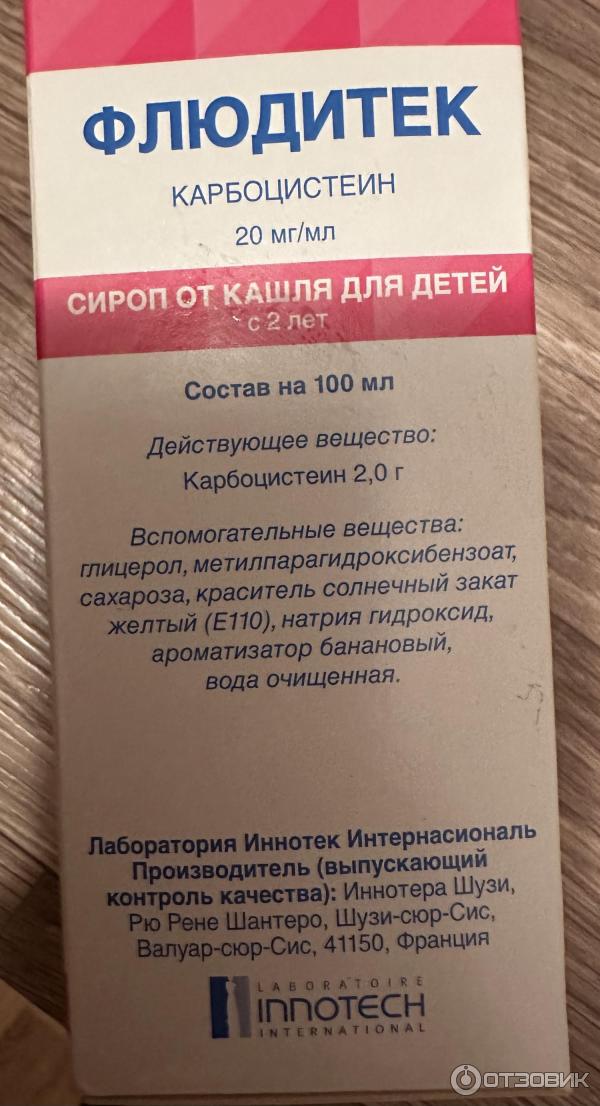 ФЛЮДИТЕК
КАРБОЦИСТЕИН
20 мг/мл
СИРОП ОТ КАШЛЯ ДЛЯ ДЕТЕЙ
с 2 лет
Состав на 100 мл
Действующее вещество:
Карбоцистеин 2,0 г
Вспомогательные вещества:
глицерол, метилпарагидроксибензоат,
сахароза, краситель солнечный закат
желтый (Е110), натрия гидроксид,
ароматизатор банановый,
вода очищенная.
Лаборатория Иннотек Интернасиональ
Производитель (выпускающий
контроль качества): Иннотера Шузи,
Рю Рене Шантеро, Шузи-сюр-Сис,
Валуар-сюр-Сис, 41150, Франция
LABORATOIRE
INNOTECH
INTERNATIONAL
ОТЗОВИК